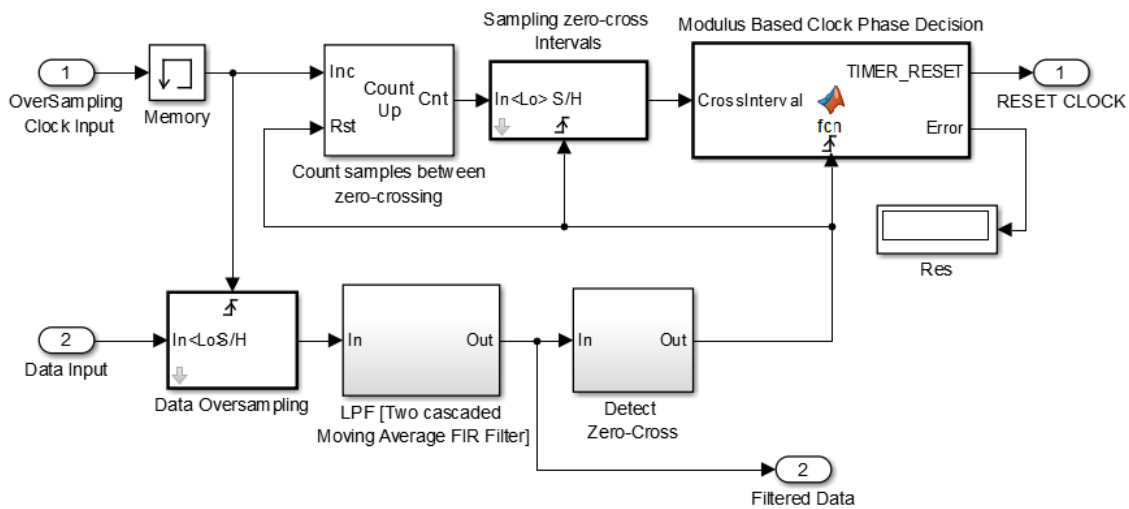 Sampling zero-cross
Intervals
Modulus Based Clock Phase Decision
1
OverSampling
Clock Input
Memory
Inc
Rst
Count
Up
Cnt
Count samples between
zero-crossing
In<Lo> S/H
CrossInterval
fcn
TIMER_RESET
Error
1
RESET CLOCK
Res
2
Data Input
In<Lo>S/H
Data Oversampling
In
Out
LPF [Two cascaded
Moving Average FIR Filter]
In
Out
Detect
Zero-Cross
2
Filtered Data